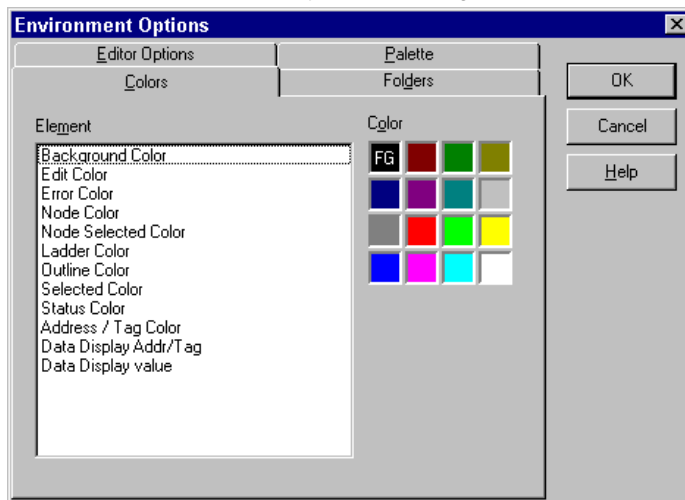 Environment Options
Editor Options
Palette
Colors
Folders
OK
Cancel
Help
Element
Color
Background Color
Edit Color
Error Color
Node Color
Node Selected Color
Ladder Color
Outline Color
Selected Color
Status Color
Address / Tag Color
Data Display Addr/Tag
Data Display value
FG